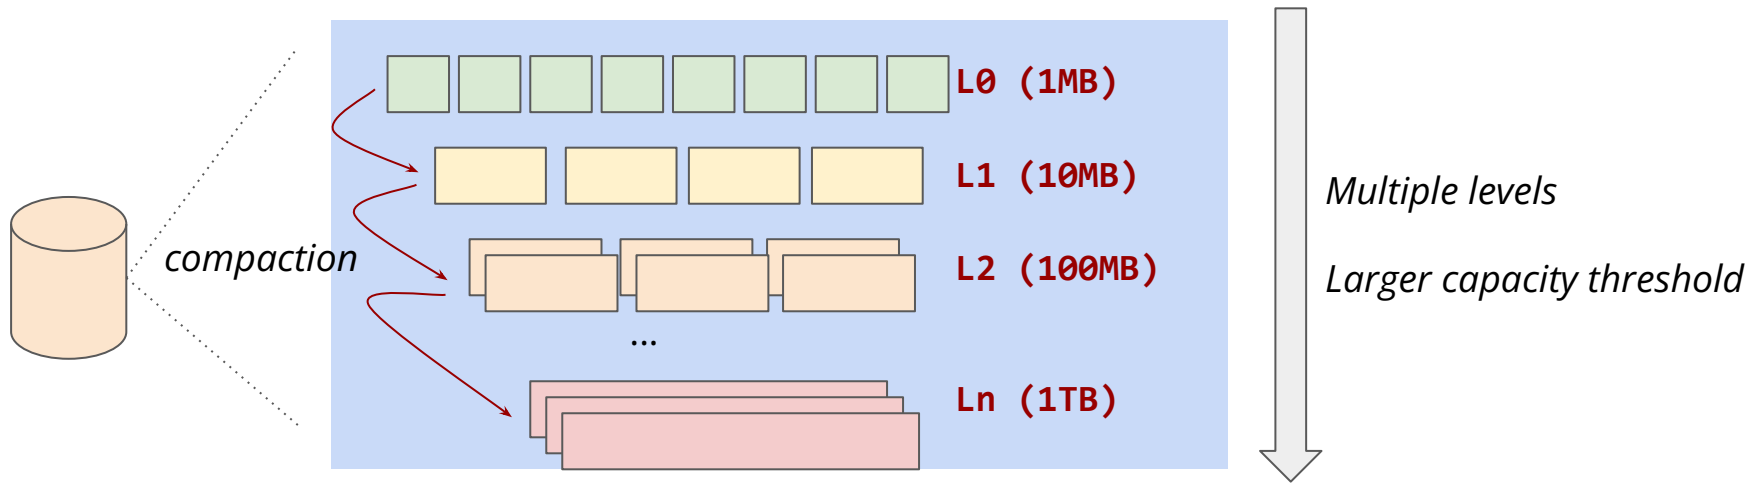 L0 (1MB)
L1 (10MB)
Multiple levels
compaction
L2 (100MB)
Larger capacity threshold
...
Ln (1TB)